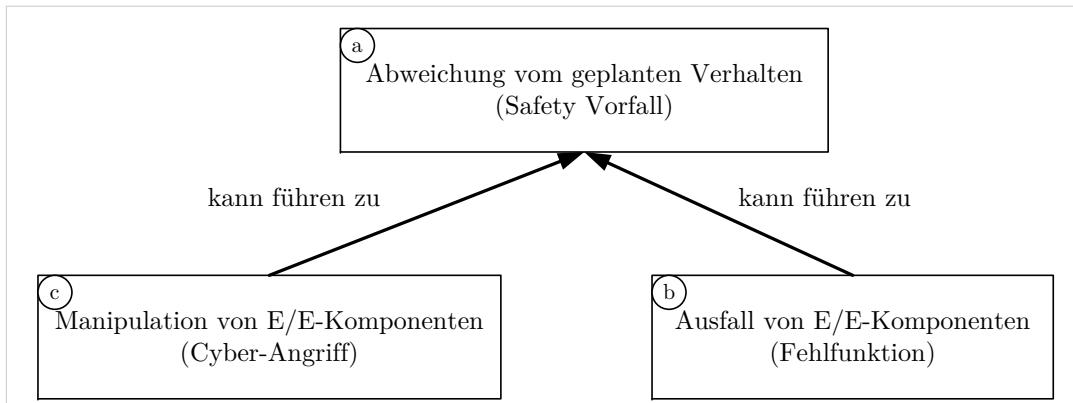 a
Abweichung vom geplanten Verhalten
(Safety Vorfall)
kann führen zu
kann führen zu
c
Manipulation von E/E-Komponenten
(Cyber-Angriff)
b
Ausfall von E/E-Komponenten
(Fehlfunktion)